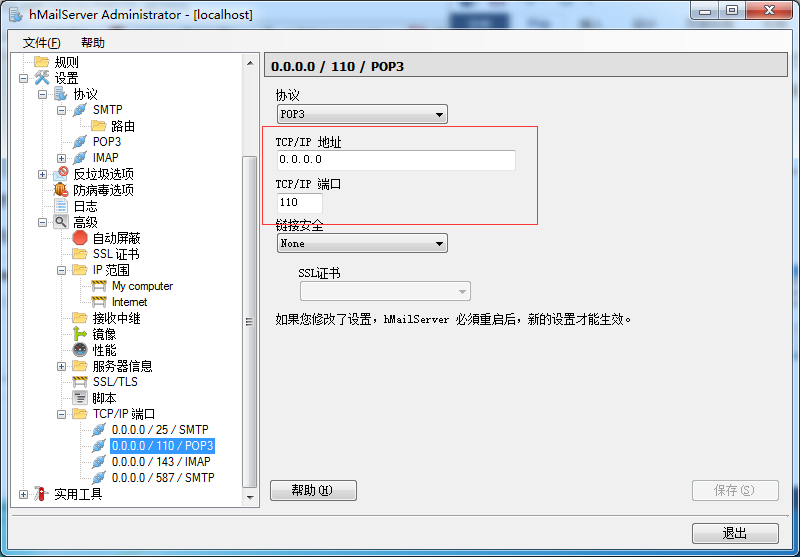 hMailServer Administrator - [localhost]
文件(F) 帮助
规则
设置
协议
SMTP
路由
POP3
IMAP
反垃圾选项
防病毒选项
日志
高级
自动屏蔽
SSL 证书
IP 范围
My computer
Internet
接收中继
镜像
性能
服务器信息
SSL/TLS
脚本
TCP/IP 端口
0.0.0.0 / 25 / SMTP
0.0.0.0 / 110 / POP3
0.0.0.0 / 143 / IMAP
0.0.0.0 / 587 / SMTP
实用工具
0.0.0.0 / 110 / POP3
协议
POP3
TCP/IP 地址
0.0.0.0
TCP/IP 端口
110
链接安全
None
SSL证书
如果您修改了设置，hMailServer 必须重启后，新的设置才能生效。
帮助(H)
保存(S)
退出